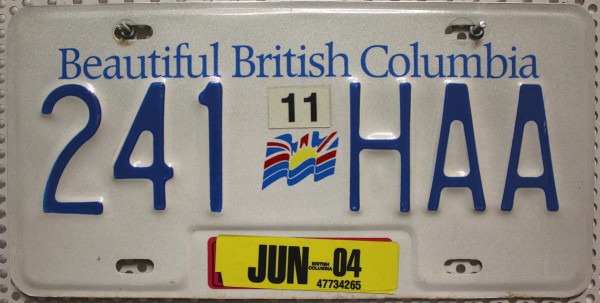 Beautiful British Columbia
11
241 HAA
JUN BRITISH COLUMBIA 04
47734265